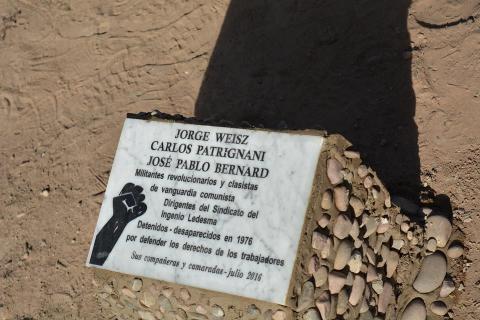 JORGE WEISZ
CARLOS PATRIGNANI
JOSÉ PABLO BERNARD
Militantes revolucionarios y clasistas
de vanguardia comunista
Dirigentes del Sindicato del
Ingenio Ledesma
Detenidos - desaparecidos en 1976
por defender los derechos de los trabajadores
Sus compañeras y camaradas - julio 2016